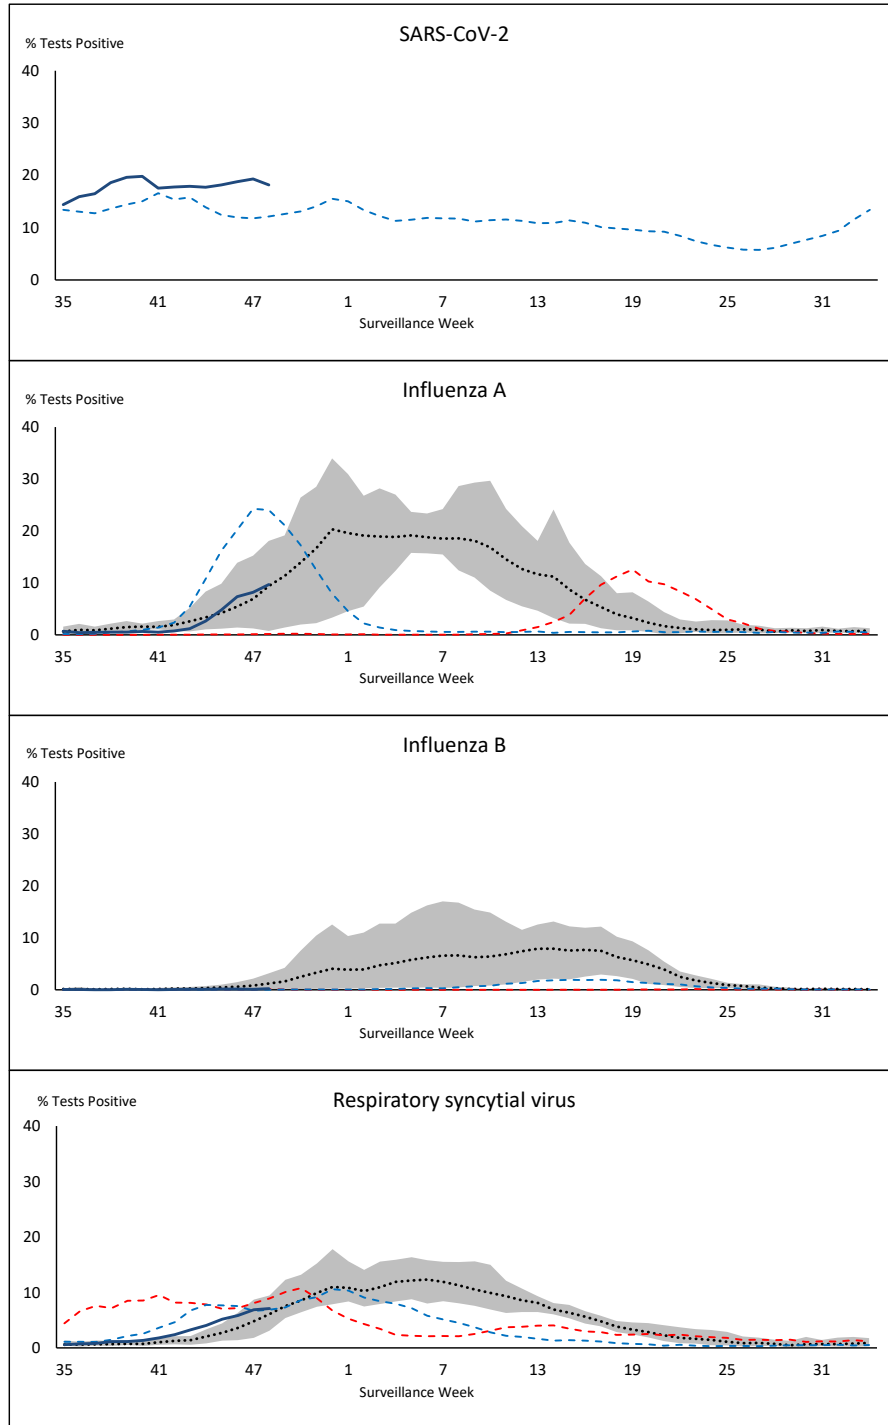 SARS-CoV-2
% Tests Positive
40
30
20
10
0
35 41 47 1 7 13 19 25 31
Surveillance Week
Influenza A
% Tests Positive
40
30
20
10
0
35 41 47 1 7 13 19 25 31
Surveillance Week
Influenza B
% Tests Positive
40
30
20
10
0
35 41 47 1 7 13 19 25 31
Surveillance Week
Respiratory syncytial virus
% Tests Positive
40
30
20
10
0
35 41 47 1 7 13 19 25 31
Surveillance Week